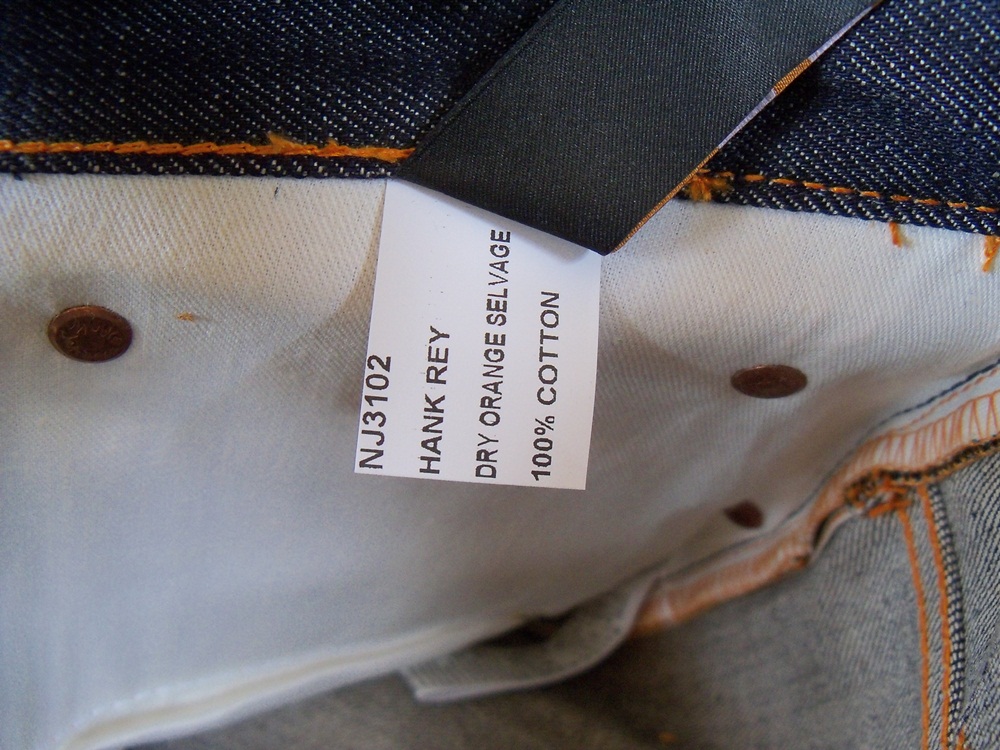 NJ3102
HANK REY
DRY ORANGE SELVAGE
100% COTTON